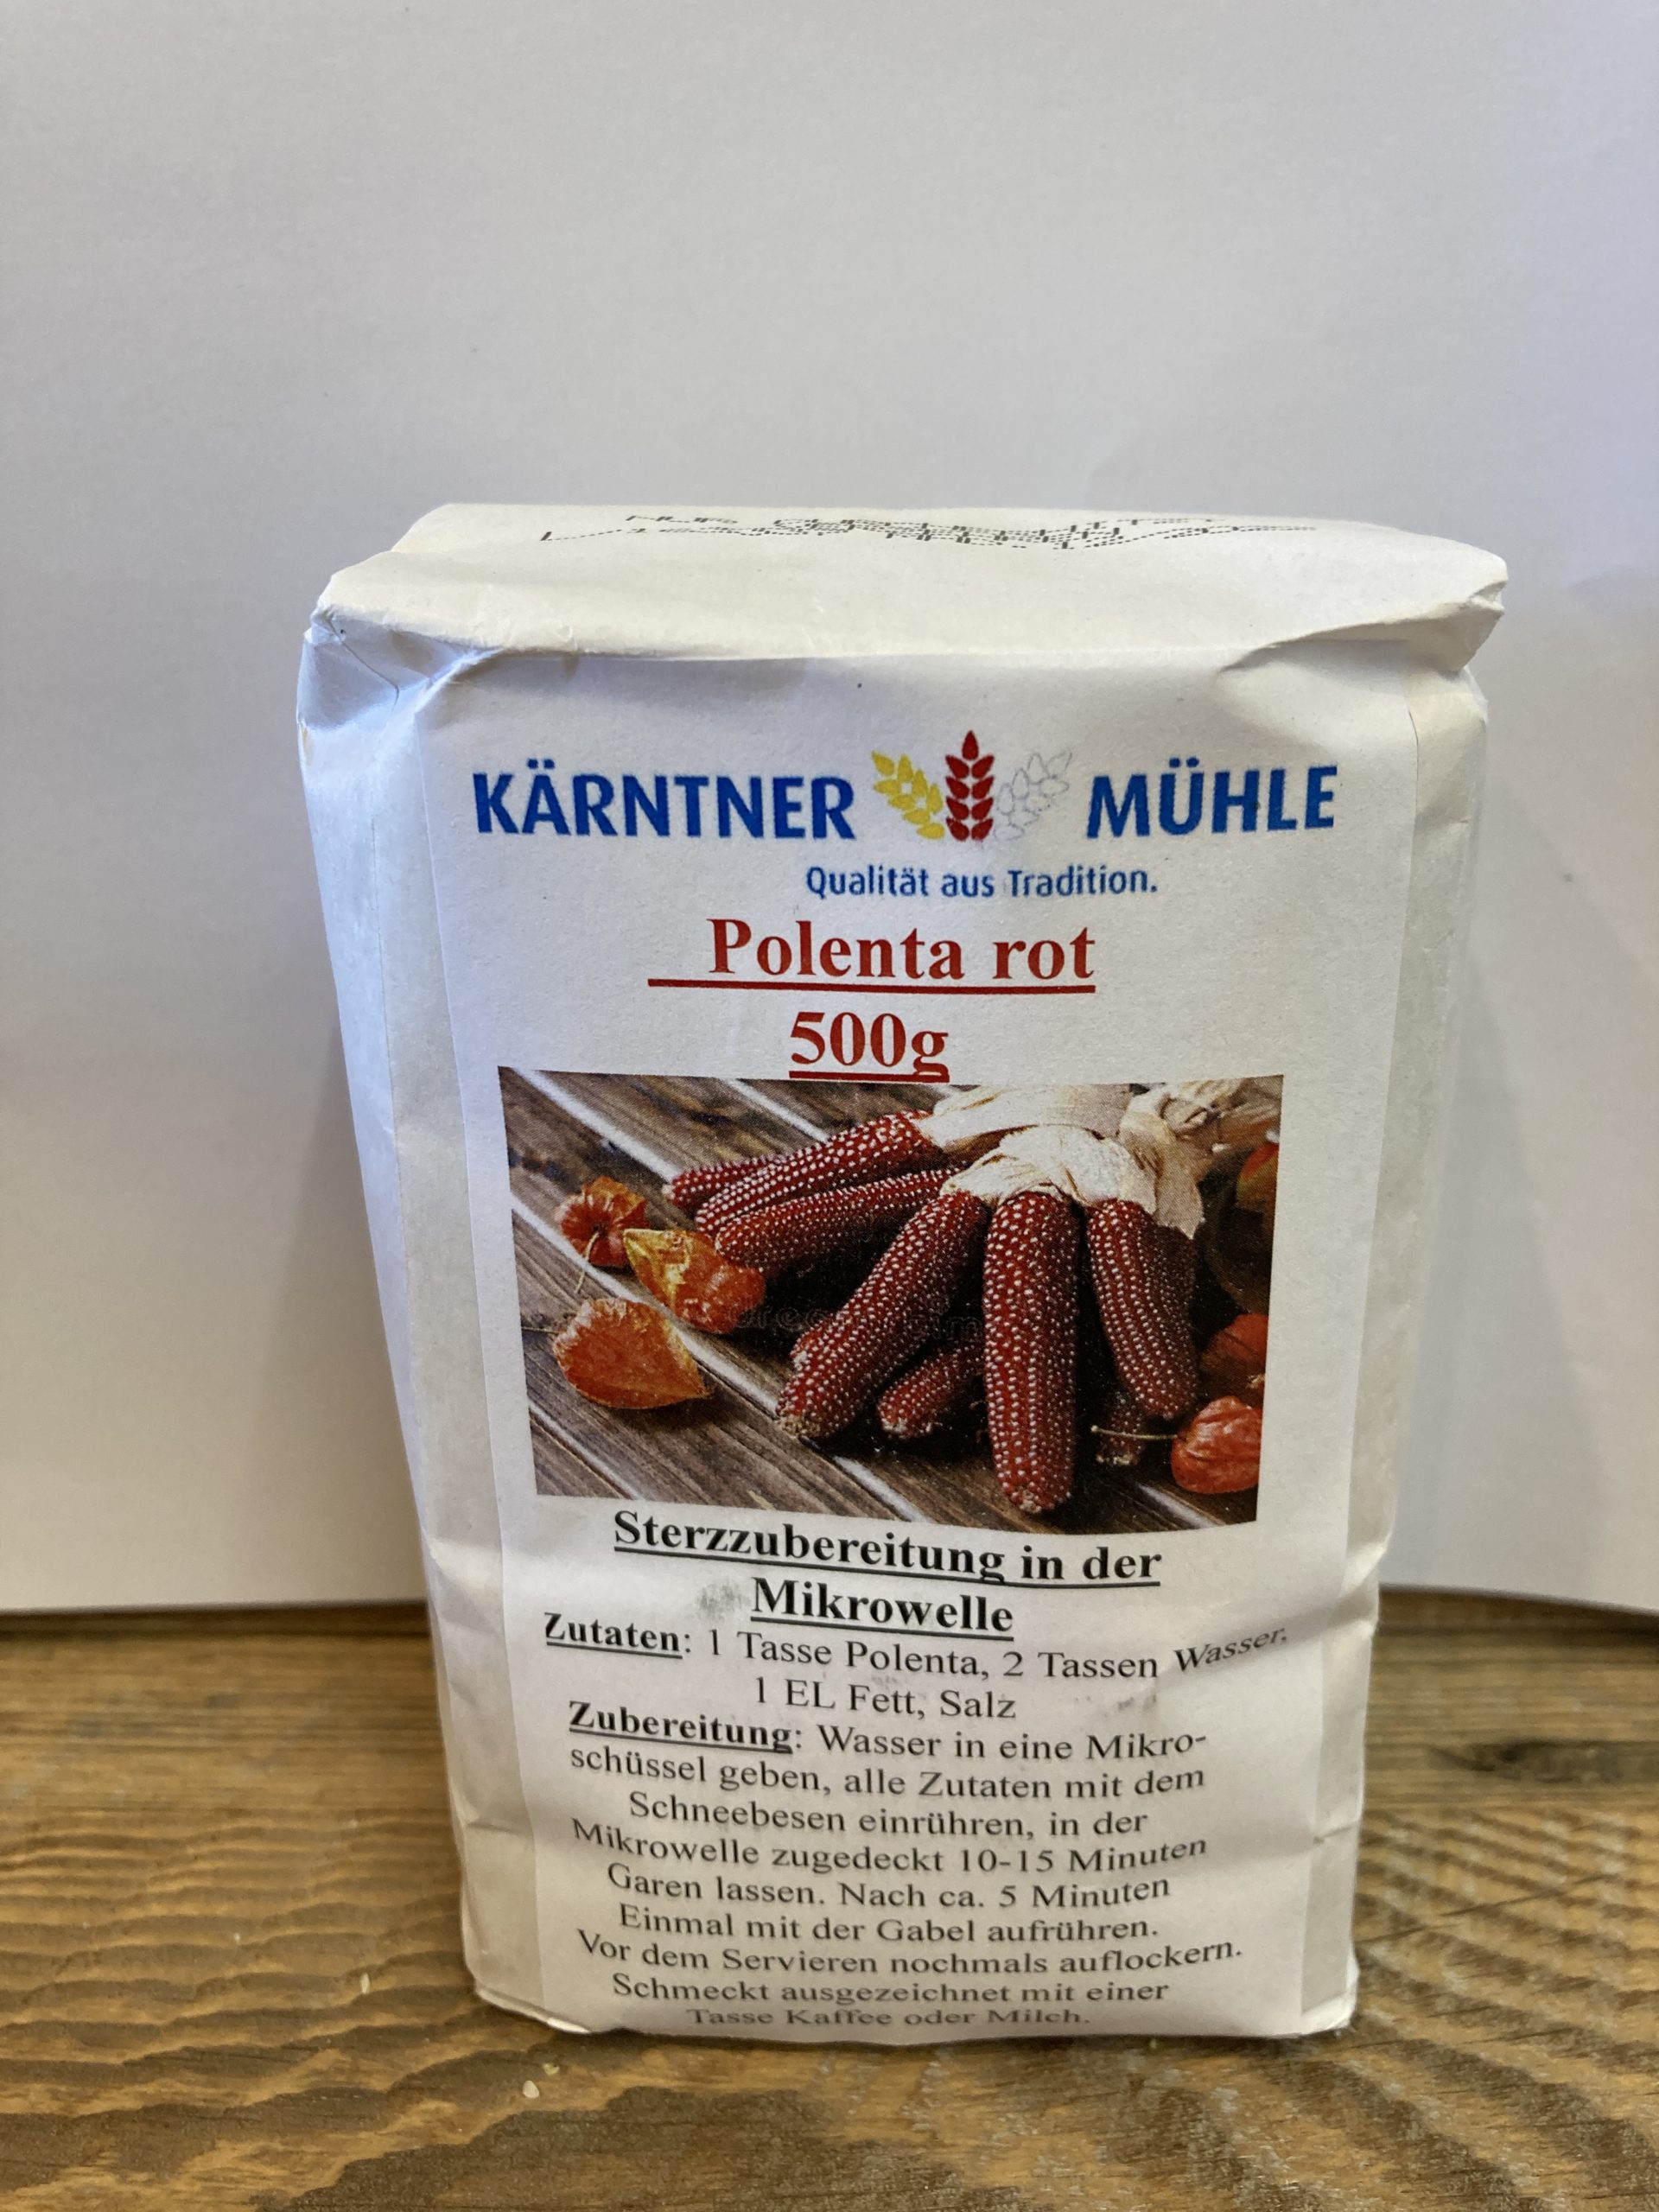 KÄRNTNER MÜHLE
Qualität aus Tradition.
Polenta rot
500g
Sterzzubereitung in der
Mikrowelle
Zutaten: 1 Tasse Polenta, 2 Tassen Wasser,
1 EL Fett, Salz
Zubereitung: Wasser in eine Mikro-
schüssel geben, alle Zutaten mit dem
Schneebesen einrühren, in der
Mikrowelle zugedeckt 10-15 Minuten
Garen lassen. Nach ca. 5 Minuten
Einmal mit der Gabel aufrühren.
Vor dem Servieren nochmals auflockern.
Schmeckt ausgezeichnet mit einer
Tasse Kaffee oder Milch.